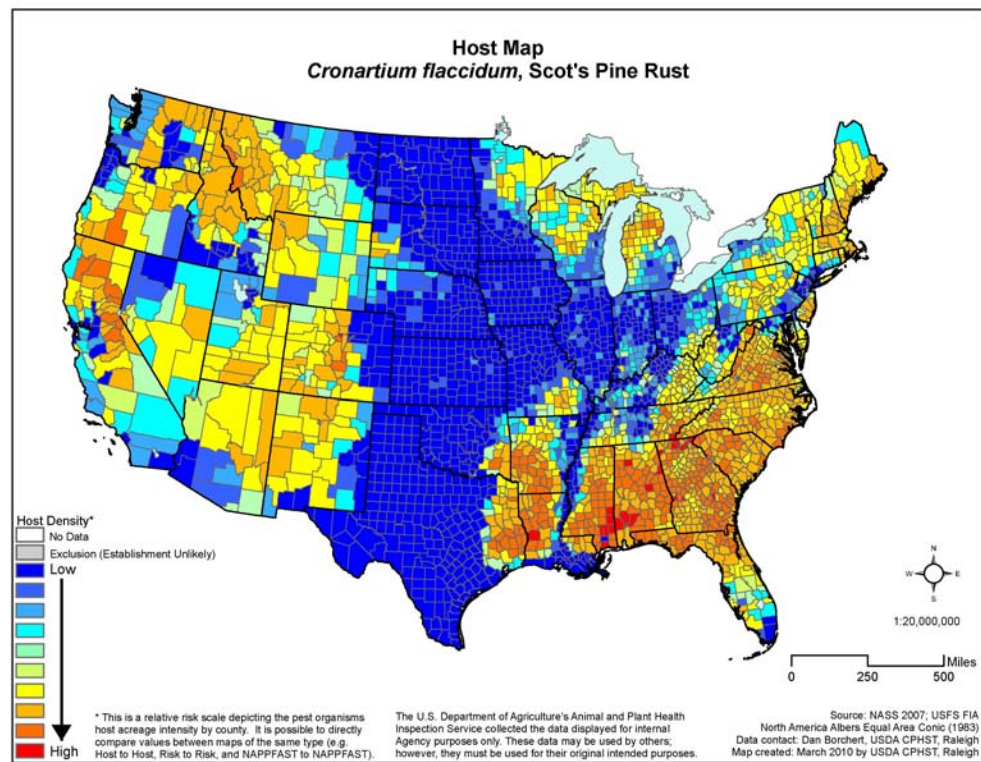 Host Map
Cronartium flaccidum, Scot's Pine Rust
Host Density*
No Data
Exclusion (Establishment Unlikely)
Low
High
N
W E
S
1:20,000,000
Miles
0 250 500
* This is a relative risk scale depicting the pest organisms
host acreage intensity by county. It is possible to directly
compare values between maps of the same type (e.g.
Host to Host, Risk to Risk, and NAPPFAST to NAPPFAST).
The U.S. Department of Agriculture's Animal and Plant Health
Inspection Service collected the data displayed for internal
Agency purposes only. These data may be used by others;
however, they must be used for their original intended purposes.
Source: NASS 2007; USFS FIA
North America Albers Equal Area Conic (1983)
Data contact: Dan Borchert, USDA CPHST, Raleigh
Map created: March 2010 by USDA CPHST, Raleigh